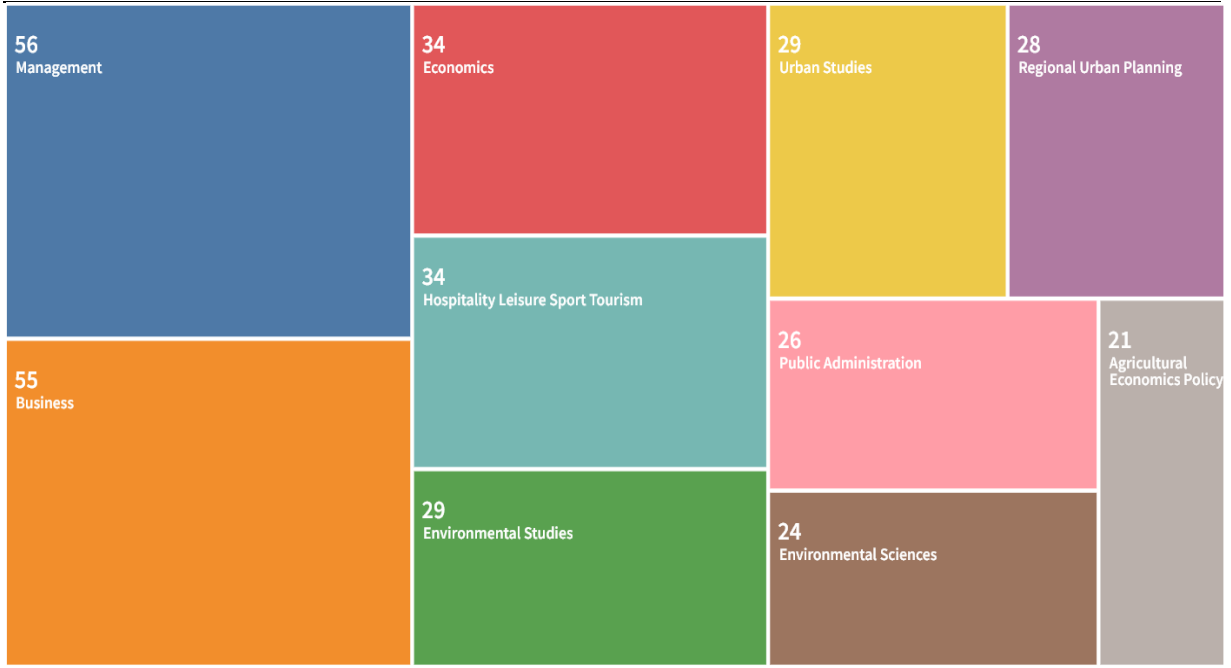 56
Management
34
Economics
29
Urban Studies
28
Regional Urban Planning
34
Hospitality Leisure Sport Tourism
26
Public Administration
21
Agricultural
Economics Policy
55
Business
29
Environmental Studies
24
Environmental Sciences